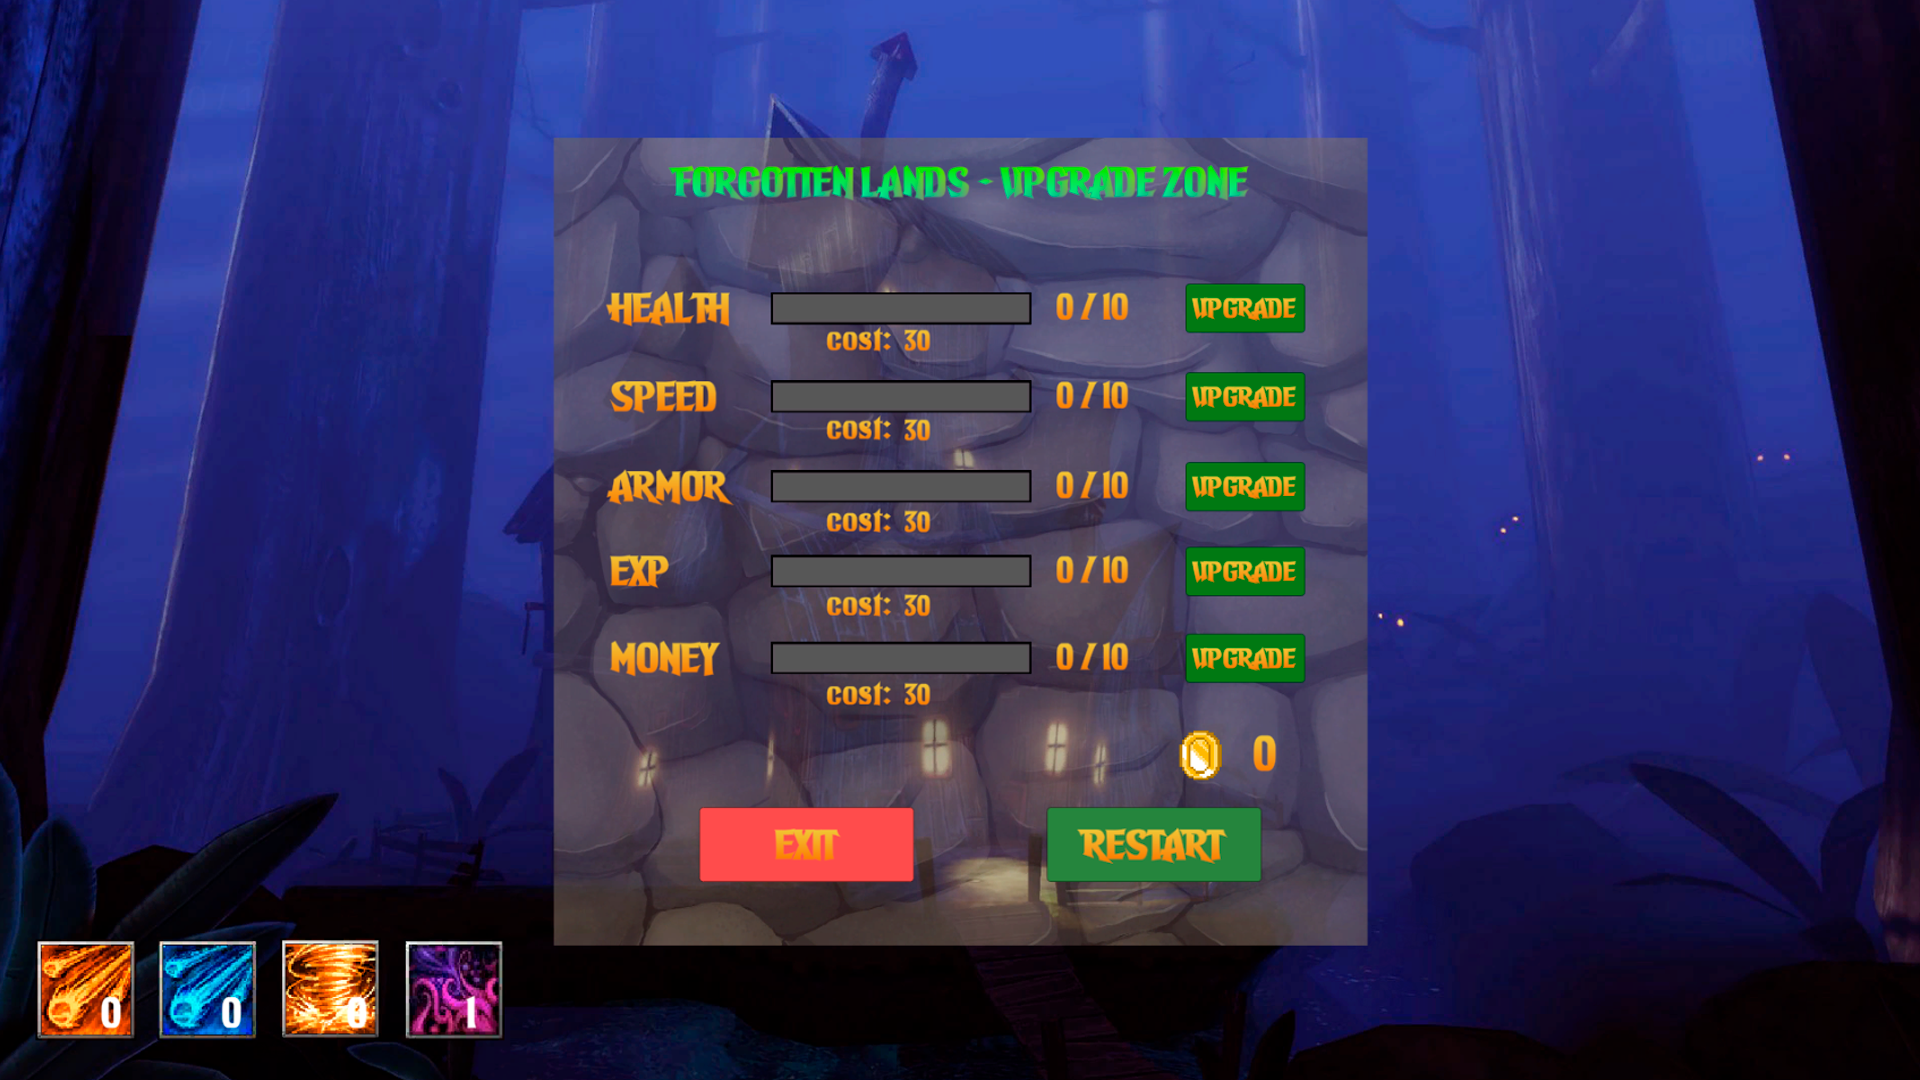 FORGOTTEN LANDS - UPGRADE ZONE
HEALTH 0 / 10 UPGRADE
cost: 30
SPEED 0 / 10 UPGRADE
cost: 30
ARMOR 0 / 10 UPGRADE
cost: 30
EXP 0 / 10 UPGRADE
cost: 30
MONEY 0 / 10 UPGRADE
cost: 30
0
EXIT RESTART
0 0 0 1